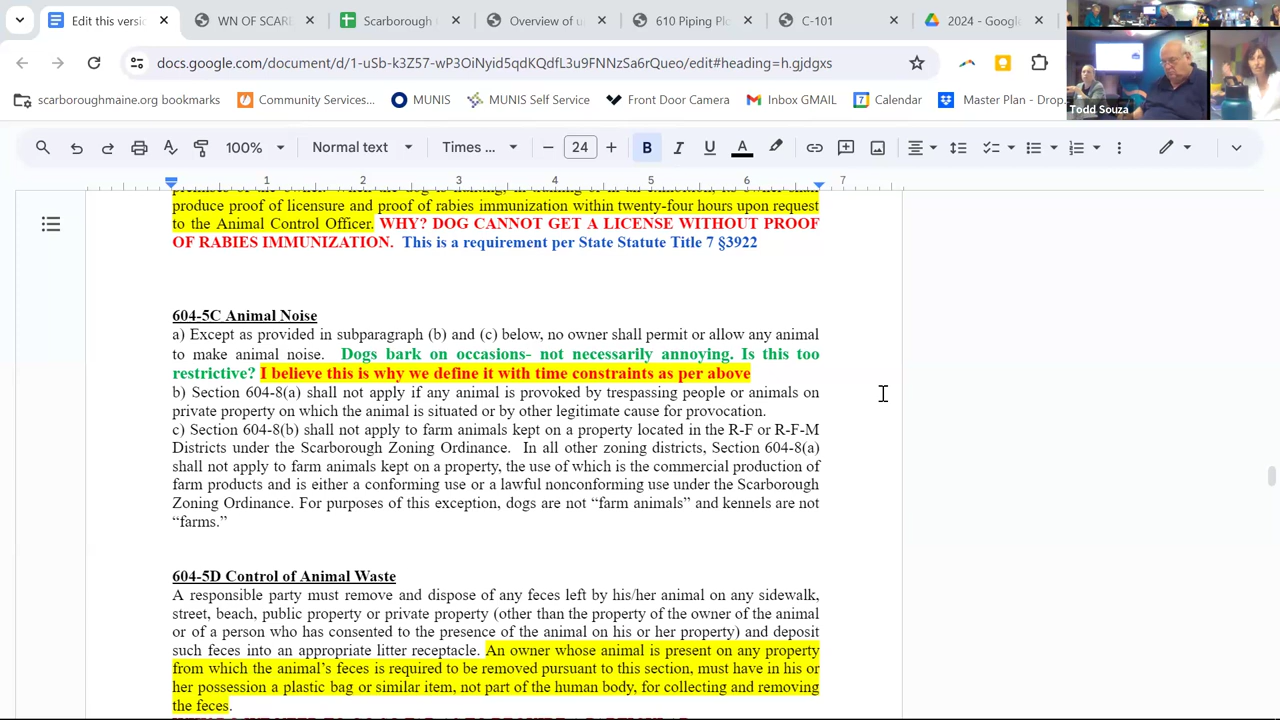 Edit this versic
WN OF SCARI
Scarborough
Overview of u
610 Piping Plo
C-101
2024 - Google
docs.google.com/document/d/1-uSb-k3Z57-vP3OiNyid5qdKQdfL3u9FNNzSa6rQueo/edit#heading=h.gjdgxs
scarboroughmaine.org bookmarks
Community Services...
MUNIS
MUNIS Self Service
Front Door Camera
Inbox GMAIL
Calendar
Master Plan - Drop
Todd Souza
100%
Normal text
Times ...
24
B
I
U
A
1 2 3 4 5 6 7
produce proof of licensure and proof of rabies immunization within twenty-four hours upon request
to the Animal Control Officer. WHY? DOG CANNOT GET A LICENSE WITHOUT PROOF
OF RABIES IMMUNIZATION. This is a requirement per State Statute Title 7 §3922
604-5C Animal Noise
a) Except as provided in subparagraph (b) and (c) below, no owner shall permit or allow any animal
to make animal noise. Dogs bark on occasions- not necessarily annoying. Is this too
restrictive? I believe this is why we define it with time constraints as per above
b) Section 604-8(a) shall not apply if any animal is provoked by trespassing people or animals on
private property on which the animal is situated or by other legitimate cause for provocation.
c) Section 604-8(b) shall not apply to farm animals kept on a property located in the R-F or R-F-M
Districts under the Scarborough Zoning Ordinance. In all other zoning districts, Section 604-8(a)
shall not apply to farm animals kept on a property, the use of which is the commercial production of
farm products and is either a conforming use or a lawful nonconforming use under the Scarborough
Zoning Ordinance. For purposes of this exception, dogs are not “farm animals” and kennels are not
“farms.”
604-5D Control of Animal Waste
A responsible party must remove and dispose of any feces left by his/her animal on any sidewalk,
street, beach, public property or private property (other than the property of the owner of the animal
or of a person who has consented to the presence of the animal on his or her property) and deposit
such feces into an appropriate litter receptacle. An owner whose animal is present on any property
from which the animal’s feces is required to be removed pursuant to this section, must have in his or
her possession a plastic bag or similar item, not part of the human body, for collecting and removing
the feces.